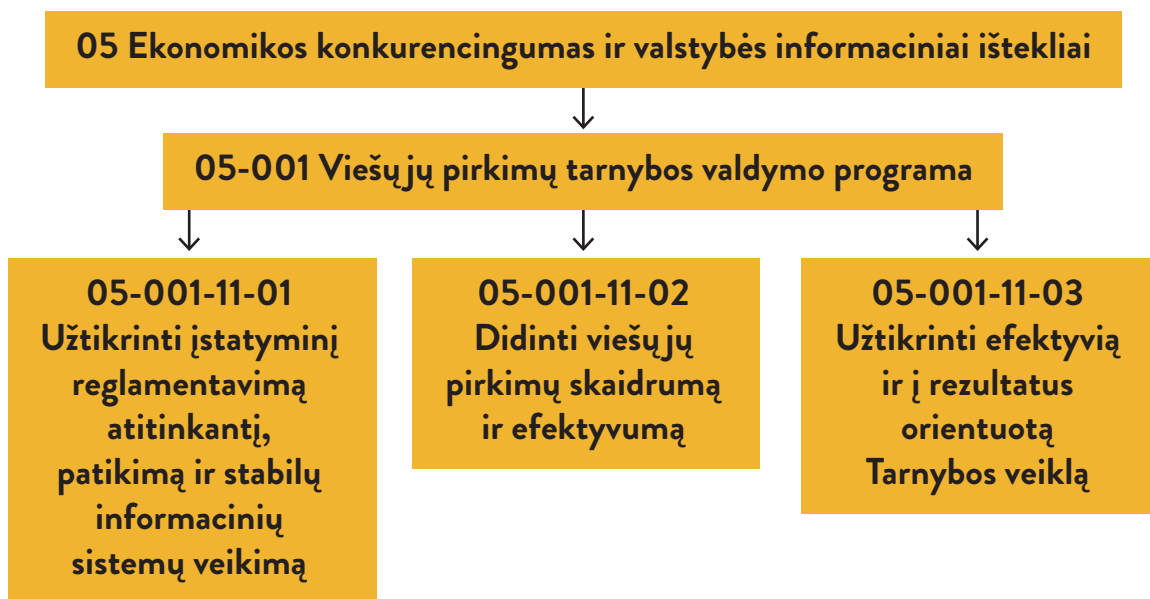 05 Ekonomikos konkurencingumas ir valstybės informaciniai ištekliai
05-001 Viešųjų pirkimų tarnybos valdymo programa
05-001-11-01
Užtikrinti įstatyminį
reglamentavimą
atitinkantį,
patikimą ir stabilų
informacinių
sistemų veikimą
05-001-11-02
Didinti viešųjų
pirkimų skaidrumą
ir efektyvumą
05-001-11-03
Užtikrinti efektyvią
ir į rezultatus
orientuotą
Tarnybos veiklą